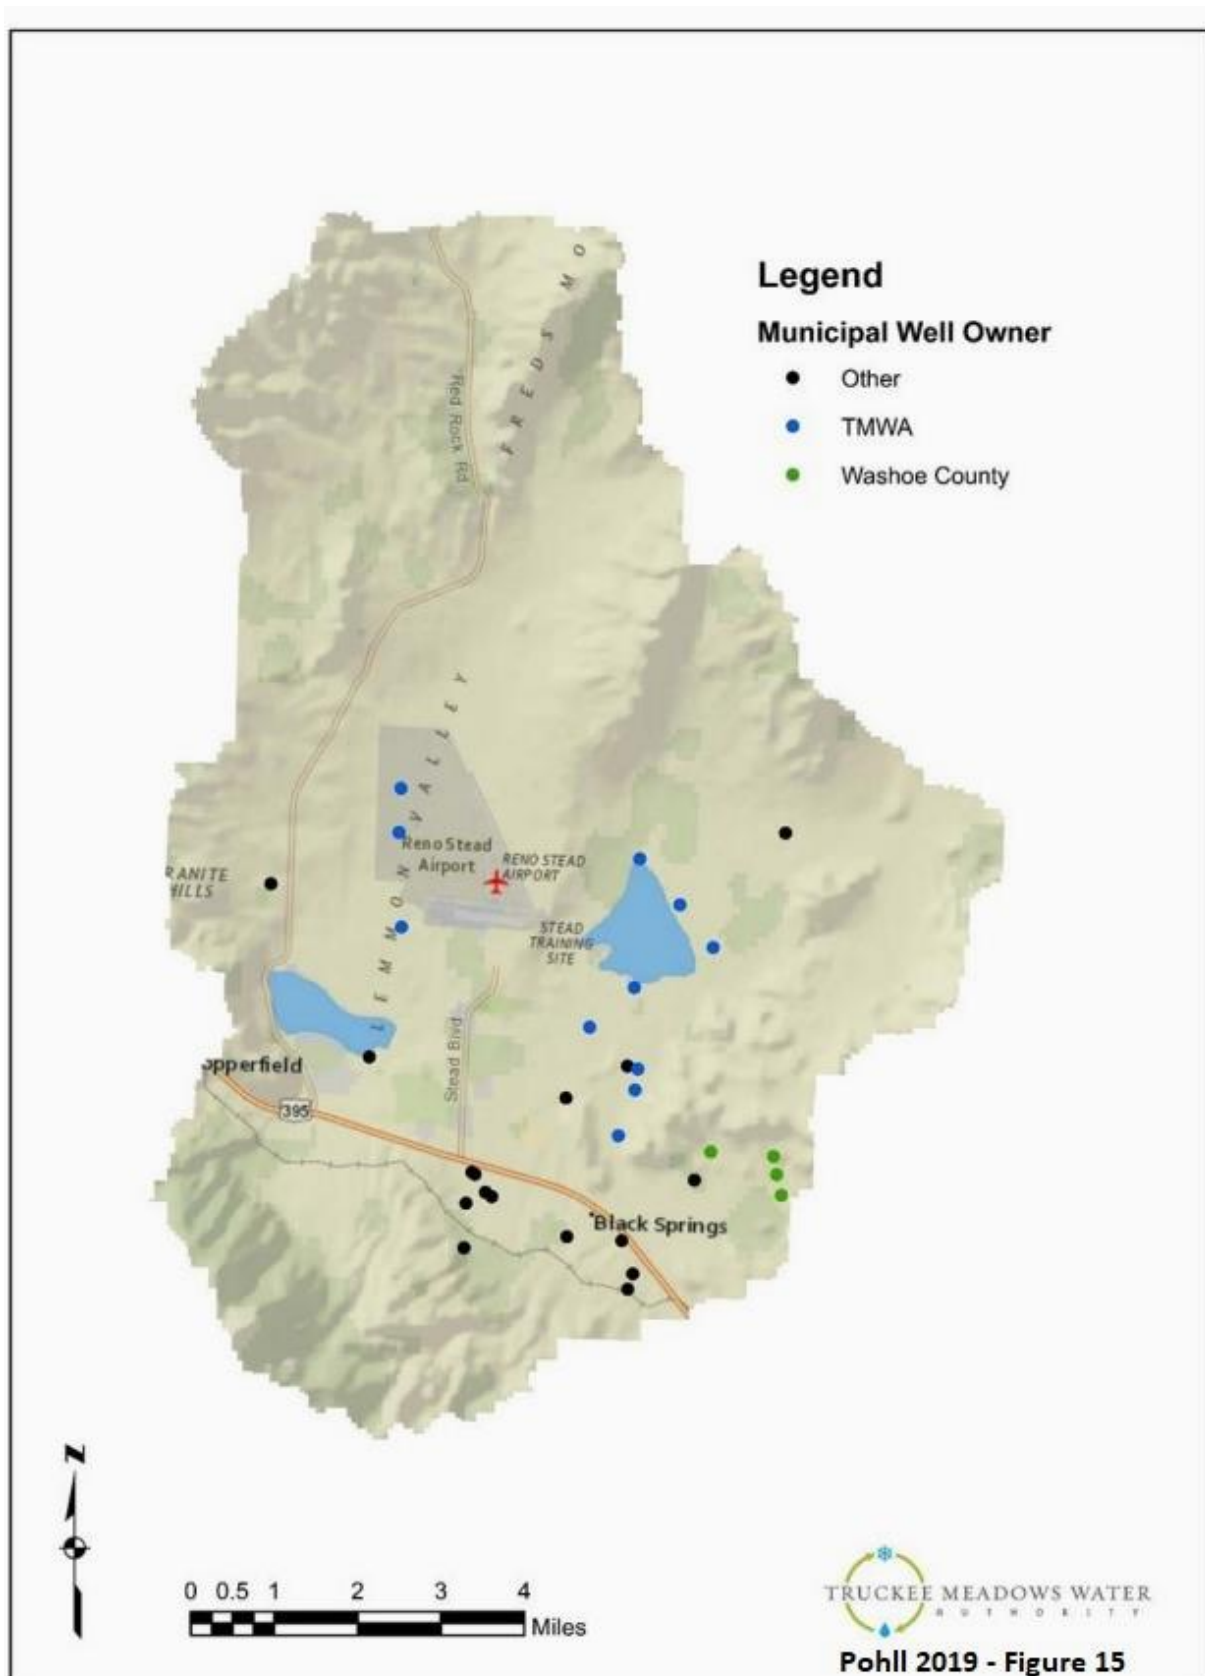 Legend
Municipal Well Owner
Other
TMWA
Washoe County
FREDS MO
Red Rock Rd
LEMMON VALLEY
Reno Stead
Airport
RENO STEAD
AIRPORT
RANITE
HILLS
STEAD
TRAINING
SITE
Stead Blvd
opperfield
395
Black Springs
N
0 0.5 1 2 3 4
Miles
TRUCKEE MEADOWS WATER
AUTHORITY
Pohll 2019 - Figure 15